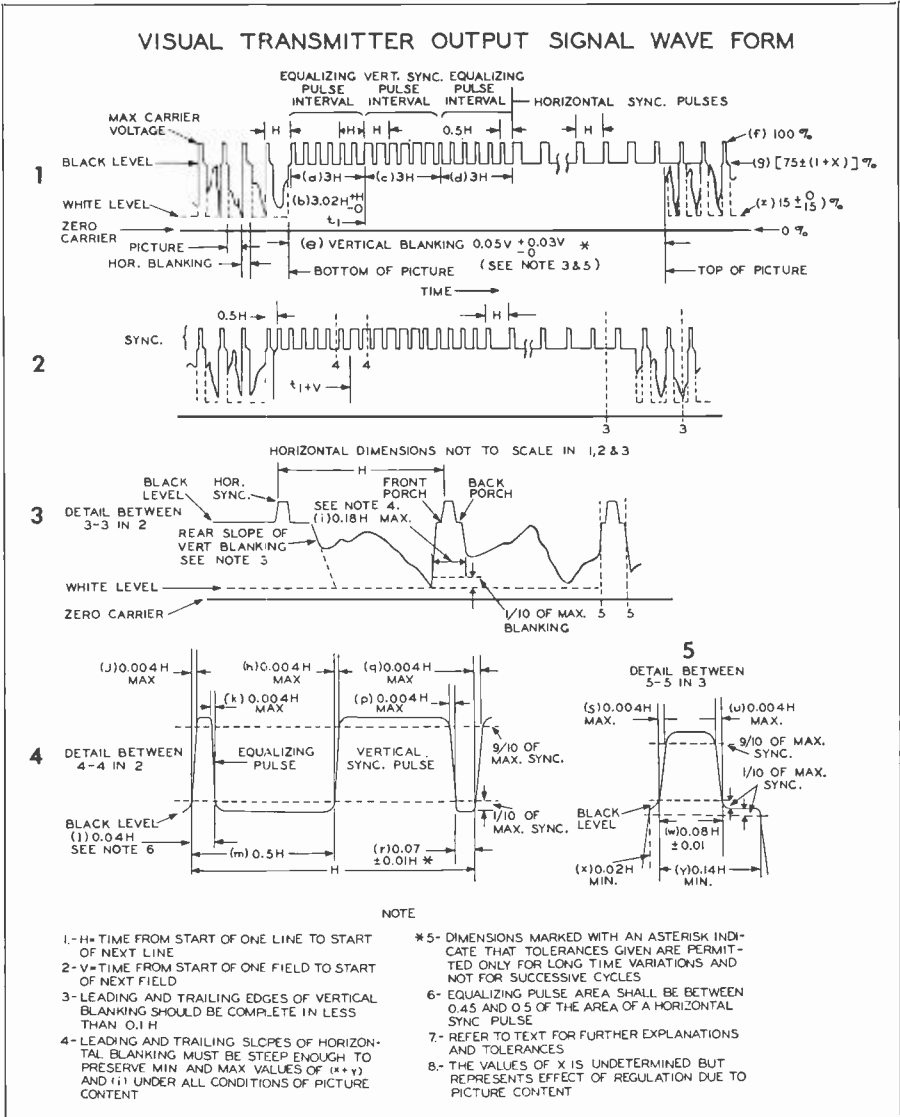 VISUAL TRANSMITTER OUTPUT SIGNAL WAVE FORM
EQUALIZING VERT. SYNC. EQUALIZING
PULSE PULSE PULSE
INTERVAL INTERVAL INTERVAL
HORIZONTAL SYNC. PULSES
MAX CARRIER
VOLTAGE
H
H
H
0.5H
H
(f) 100 %
BLACK LEVEL
(g) [75±(1+X)] %
1
(a)3H
(c)3H
(d)3H
(b)3.02H +H -0
WHITE LEVEL
t1
(z)15 ± 0 15)%
ZERO
CARRIER
0 %
PICTURE
(e) VERTICAL BLANKING 0.05V +0.03V -0 *
HOR. BLANKING
BOTTOM OF PICTURE
(SEE NOTE 3&5)
TOP OF PICTURE
TIME
0.5H
H
SYNC.
2
4 4
t1+V
3 3
HORIZONTAL DIMENSIONS NOT TO SCALE IN 1,2 & 3
H
BLACK
LEVEL
HOR.
SYNC.
FRONT
PORCH
BACK
PORCH
3
DETAIL BETWEEN
3-3 IN 2
SEE NOTE 4.
(i)0.18H MAX.
REAR SLOPE OF
VERT BLANKING
SEE NOTE 3
WHITE LEVEL
ZERO CARRIER
1/10 OF MAX.
BLANKING
5 5
(J)0.004H
MAX
(h)0.004H
MAX
(q)0.004H
MAX
(k)0.004H
MAX
(p)0.004H
MAX
5
DETAIL BETWEEN
5-5 IN 3
(S)0.004H
MAX.
(u)0.004H
MAX.
4
DETAIL BETWEEN
4-4 IN 2
EQUALIZING
PULSE
VERTICAL
SYNC. PULSE
9/10 OF
MAX. SYNC.
9/10 OF MAX.
SYNC.
1/10 OF MAX.
SYNC.
BLACK LEVEL
(l)0.04H
SEE NOTE 6
1/10 OF
MAX. SYNC.
BLACK
LEVEL
(m)0.5H
(r)0.07
±0.01H *
H
(w)0.08H
±0.01
(x)0.02H
MIN.
(y)0.14H
MIN.
NOTE
1.- H= TIME FROM START OF ONE LINE TO START
OF NEXT LINE
2- V=TIME FROM START OF ONE FIELD TO START
OF NEXT FIELD
3- LEADING AND TRAILING EDGES OF VERTICAL
BLANKING SHOULD BE COMPLETE IN LESS
THAN 0.1 H
4- LEADING AND TRAILING SLOPES OF HORIZON-
TAL BLANKING MUST BE STEEP ENOUGH TO
PRESERVE MIN AND MAX VALUES OF (x+y)
AND (i) UNDER ALL CONDITIONS OF PICTURE
CONTENT
*5- DIMENSIONS MARKED WITH AN ASTERISK INDI-
CATE THAT TOLERANCES GIVEN ARE PERMIT-
TED ONLY FOR LONG TIME VARIATIONS AND
NOT FOR SUCCESSIVE CYCLES
6- EQUALIZING PULSE AREA SHALL BE BETWEEN
0.45 AND 0.5 OF THE AREA OF A HORIZONTAL
SYNC PULSE
7.- REFER TO TEXT FOR FURTHER EXPLANATIONS
AND TOLERANCES
8.- THE VALUES OF X IS UNDETERMINED BUT
REPRESENTS EFFECT OF REGULATION DUE TO
PICTURE CONTENT